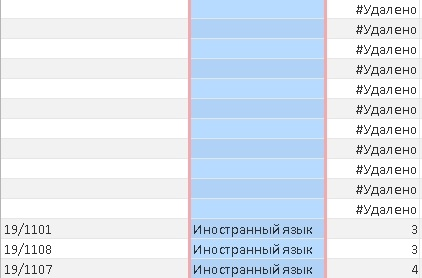 #Удалено
#Удалено
#Удалено
#Удалено
#Удалено
#Удалено
#Удалено
#Удалено
#Удалено
#Удалено
#Удалено
19/1101 Иностранный язык 3
19/1108 Иностранный язык 3
19/1107 Иностранный язык 4